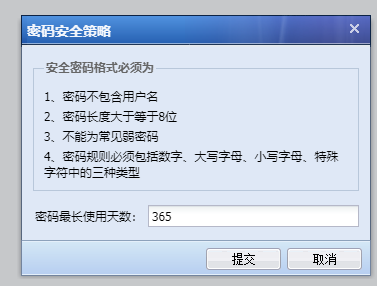 密码安全策略
安全密码格式必须为
1、密码不包含用户名
2、密码长度大于等于8位
3、不能为常见弱密码
4、密码规则必须包括数字、大写字母、小写字母、特殊
字符中的三种类型
密码最长使用天数： 365
提交 取消